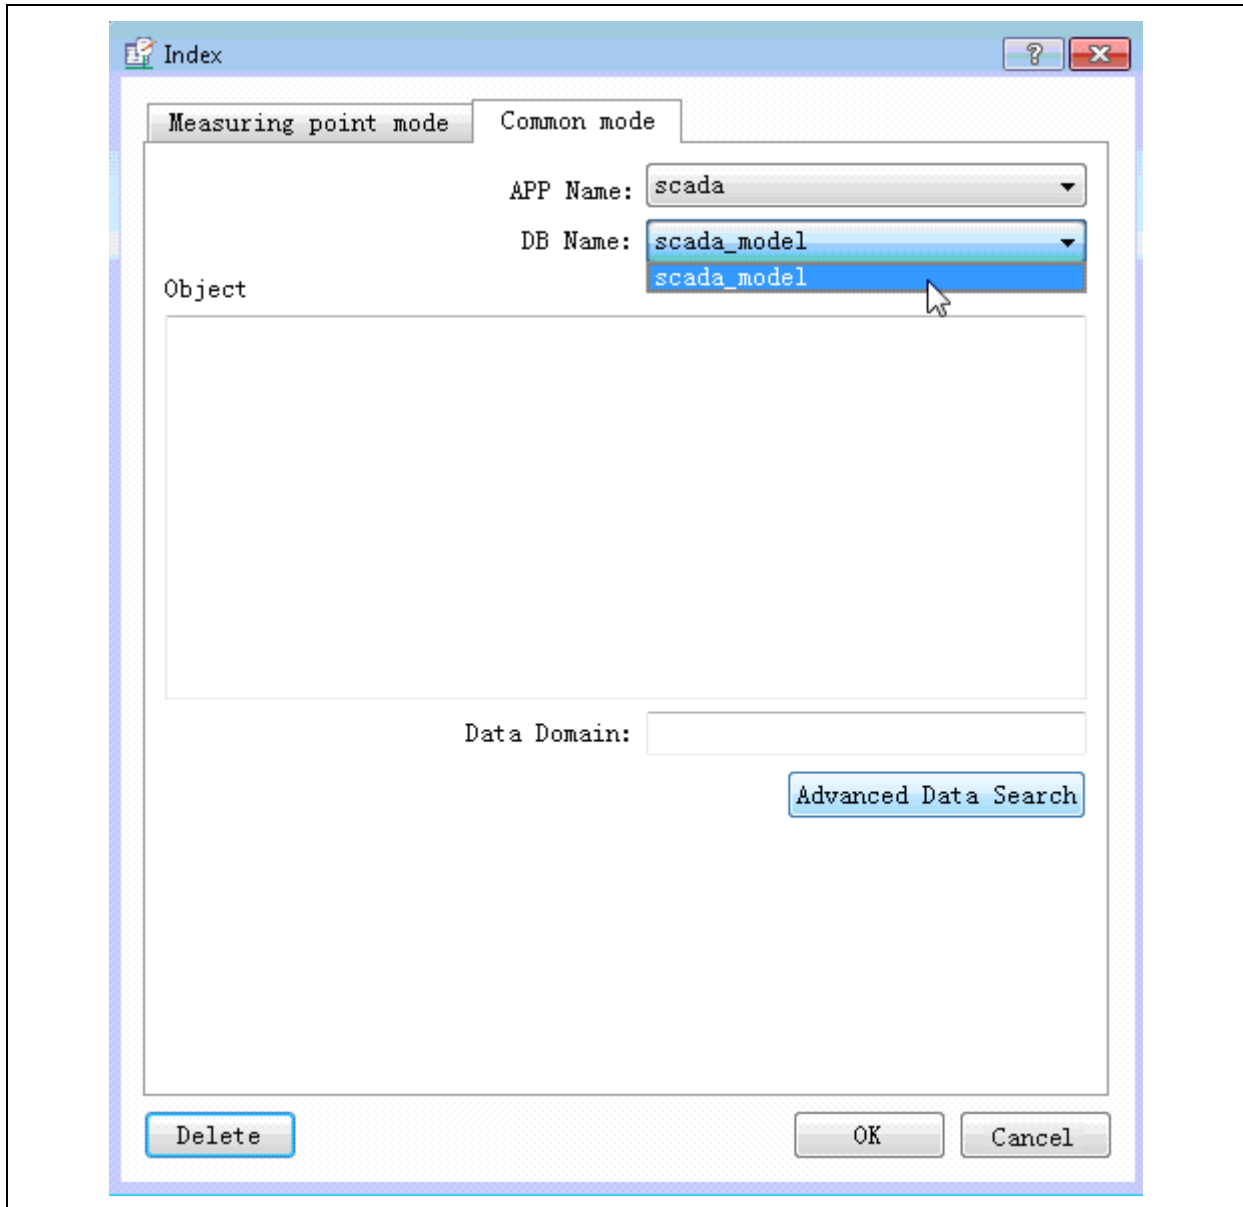 Index
Measuring point mode
Common mode
APP Name: scada
DB Name: scada_model
scada_model
Object
Data Domain:
Advanced Data Search
Delete
OK
Cancel